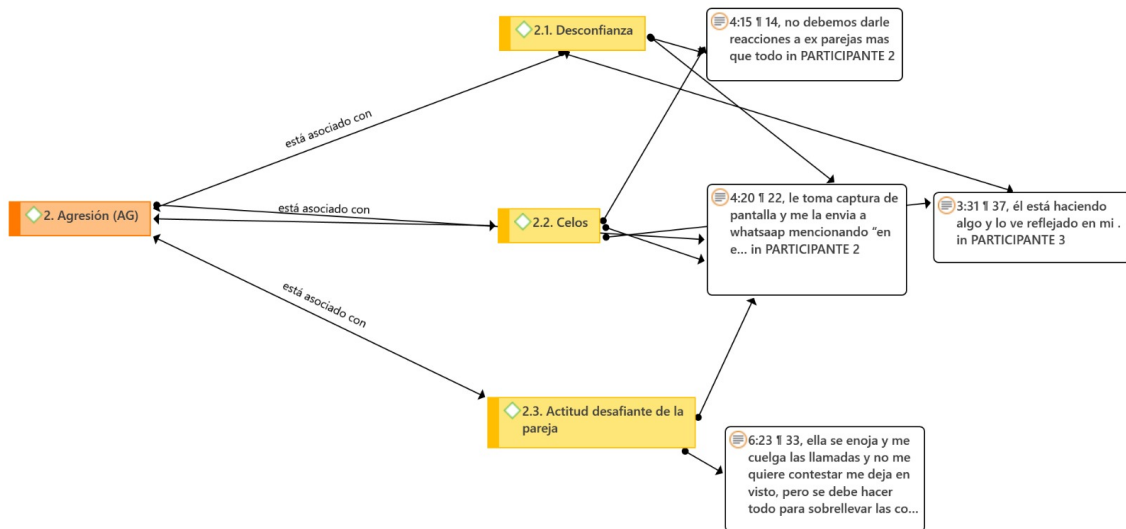 2.1. Desconfianza
4:15 ¶ 14, no debemos darle
reacciones a ex parejas mas
que todo in PARTICIPANTE 2
está asociado con
2. Agresión (AG)
está asociado con
2.2. Celos
4:20 ¶ 22, le toma captura de
pantalla y me la envia a
whatsaap mencionando “en
e... in PARTICIPANTE 2
3:31 ¶ 37, él está haciendo
algo y lo ve reflejado en mi .
in PARTICIPANTE 3
está asociado con
2.3. Actitud desafiante de la
pareja
6:23 ¶ 33, ella se enoja y me
cuelga las llamadas y no me
quiere contestar me deja en
visto, pero se debe hacer
todo para sobrellevar las co...